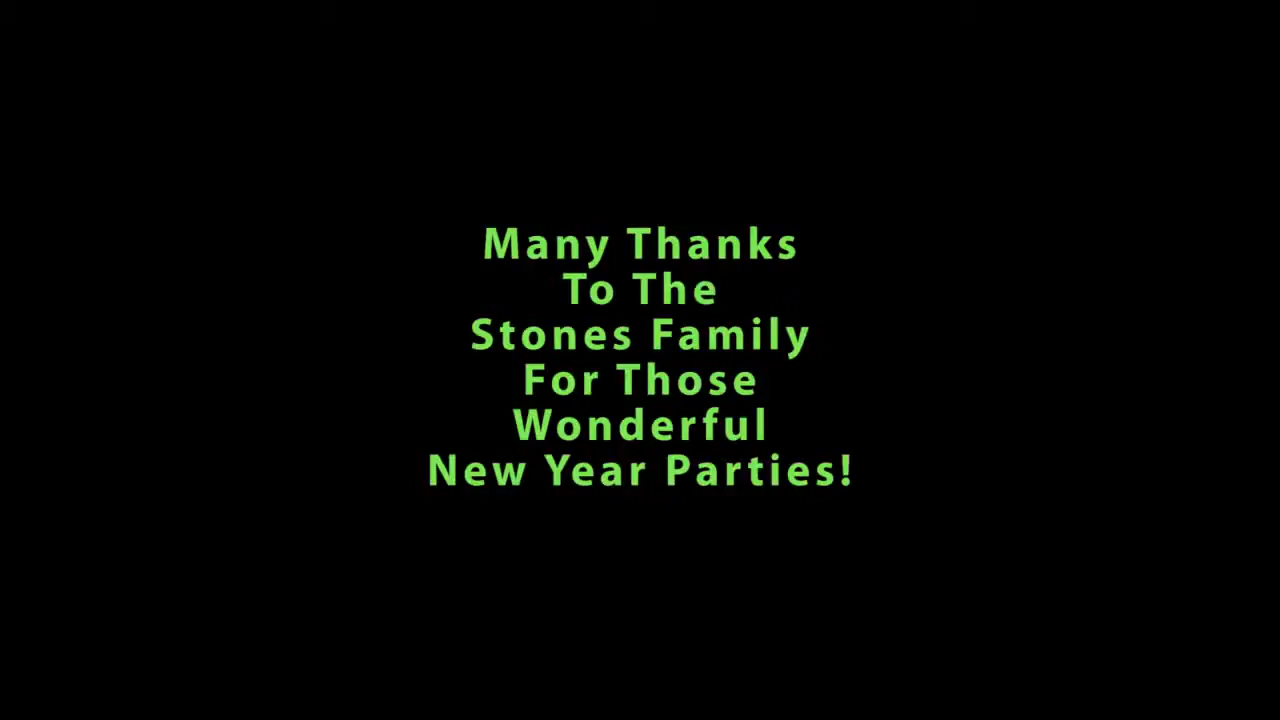 Many Thanks
To The
Stones Family
For Those
Wonderful
New Year Parties!